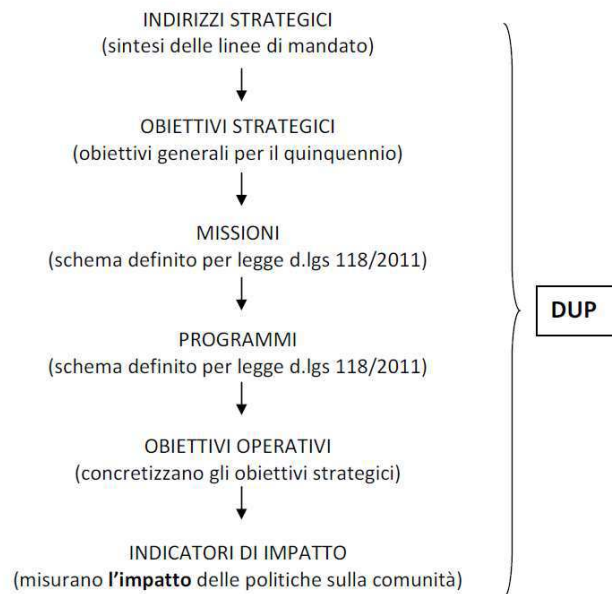 INDIRIZZI STRATEGICI
(sintesi delle linee di mandato)
OBIETTIVI STRATEGICI
(obiettivi generali per il quinquennio)
MISSIONI
(schema definito per legge d.lgs 118/2011)
PROGRAMMI
(schema definito per legge d.lgs 118/2011)
OBIETTIVI OPERATIVI
(concretizzano gli obiettivi strategici)
INDICATORI DI IMPATTO
(misurano l'impatto delle politiche sulla comunità)
DUP